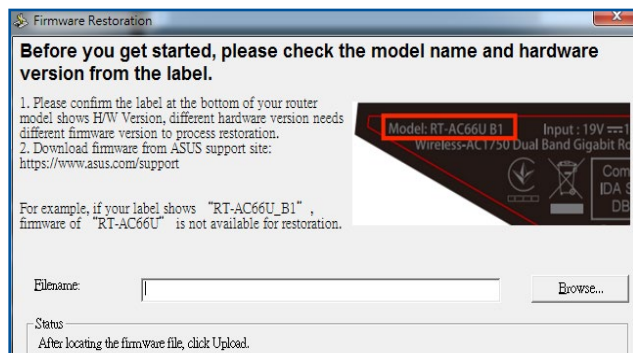 Firmware Restoration
Before you get started, please check the model name and hardware
version from the label.
1. Please confirm the label at the bottom of your router
model shows H/W Version, different hardware version needs
different firmware version to process restoration.
2. Download firmware from ASUS support site:
https://www.asus.com/support
For example, if your label shows “RT-AC66U_B1”,
firmware of “RT-AC66U” is not available for restoration.
Model: RT-AC66U B1 Input : 19V
Wireless-AC1750 Dual Band Gigabit
Com
IDA S
DB
Filename:
Browse...
Status
After locating the firmware file, click Upload.